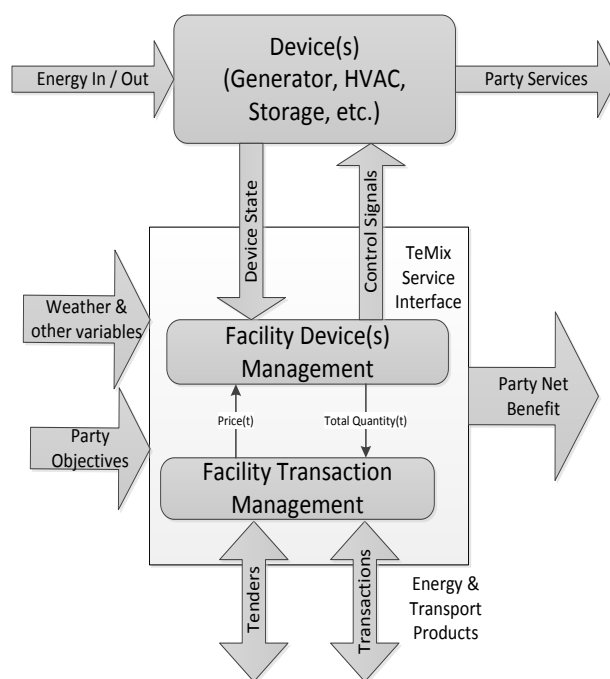 Device(s)
(Generator, HVAC,
Storage, etc.)
Energy In / Out
Party Services
Device State
Control Signals
TeMix
Service
Interface
Weather &
other variables
Facility Device(s)
Management
Party Net
Benefit
Price(t)
Total Quantity(t)
Party
Objectives
Facility Transaction
Management
Tenders
Transactions
Energy &
Transport
Products